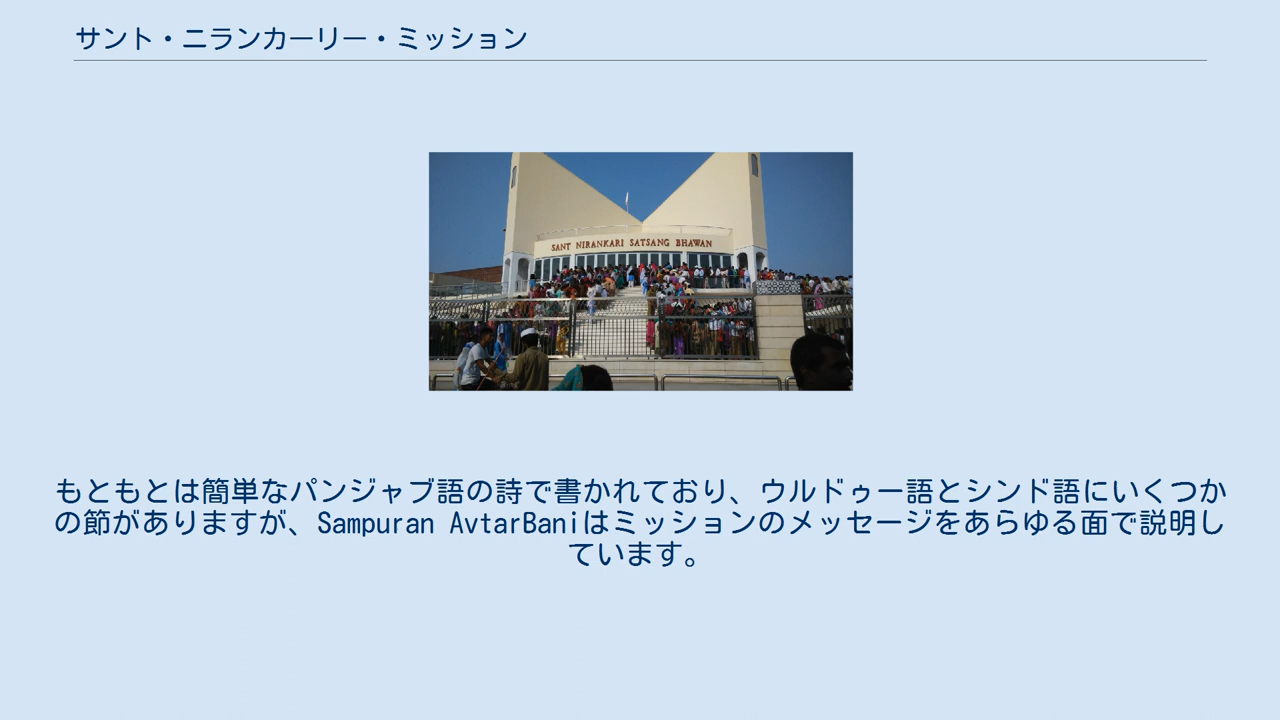 サント・ニランカーリー・ミッション
SANT NIRANKARI SATSANG BHAWAN
もともとは簡単なパンジャブ語の詩で書かれており、ウルドゥー語とシンド語にいくつか
の節がありますが、Sampuran AvtarBaniはミッションのメッセージをあらゆる面で説明し
ています。